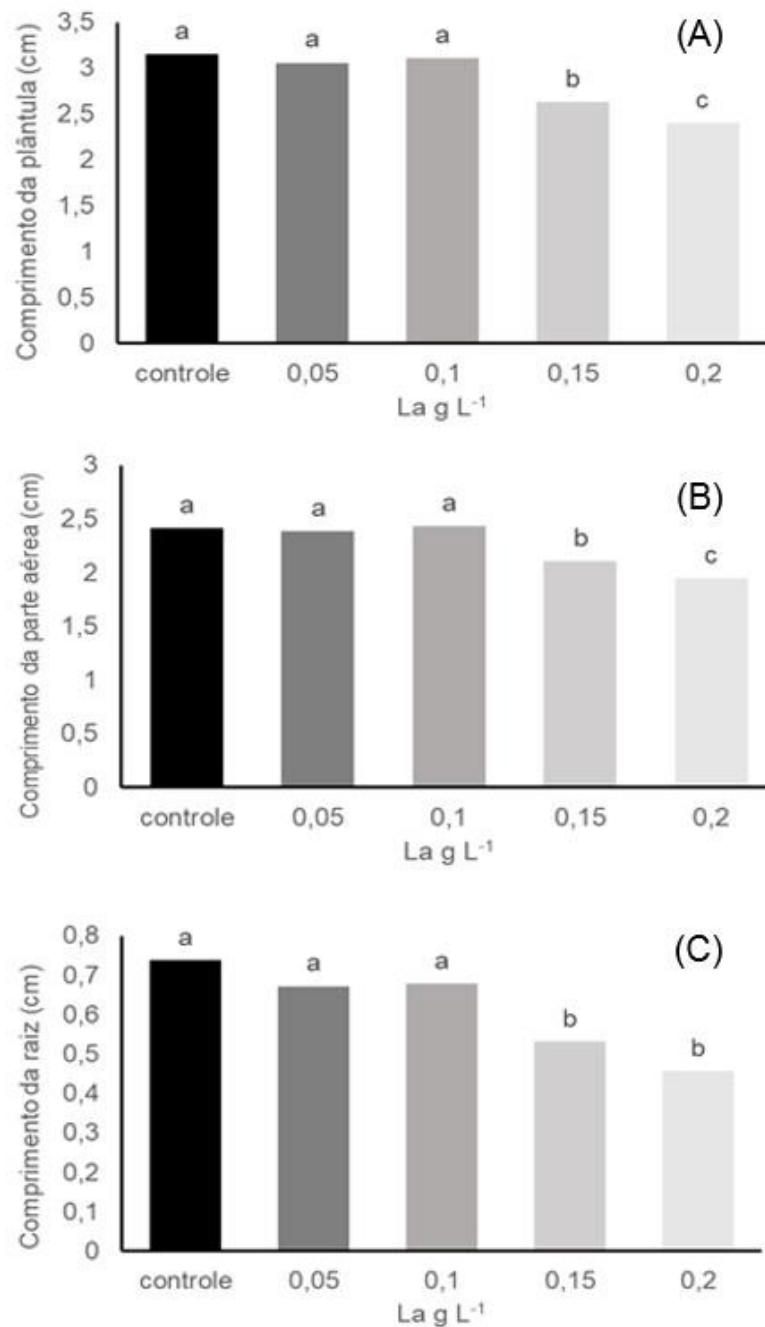 (A)
Comprimento da plântula (cm)
3,5
3
2,5
2
1,5
1
0,5
0
a
a
a
b
c
controle 0,05 0,1 0,15 0,2
La g L⁻¹
(B)
Comprimento da parte aérea (cm)
3
2,5
2
1,5
1
0,5
0
a
a
a
b
c
controle 0,05 0,1 0,15 0,2
La g L⁻¹
(C)
Comprimento da raiz (cm)
0,8
0,7
0,6
0,5
0,4
0,3
0,2
0,1
0
a
a
a
b
b
controle 0,05 0,1 0,15 0,2
La g L⁻¹